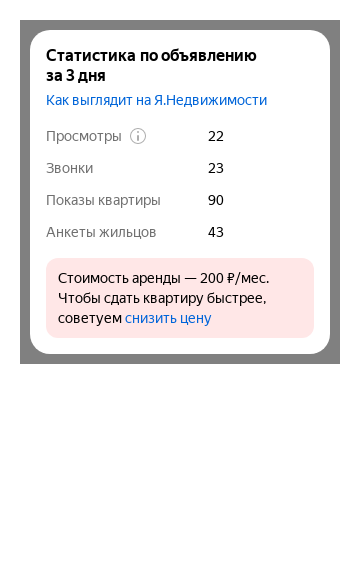 Статистика по объявлению
за 3 дня
Как выглядит на Я.Недвижимости
Просмотры 22
Звонки 23
Показы квартиры 90
Анкеты жильцов 43
Стоимость аренды — 200 ₽/мес.
Чтобы сдать квартиру быстрее,
советуем снизить цену